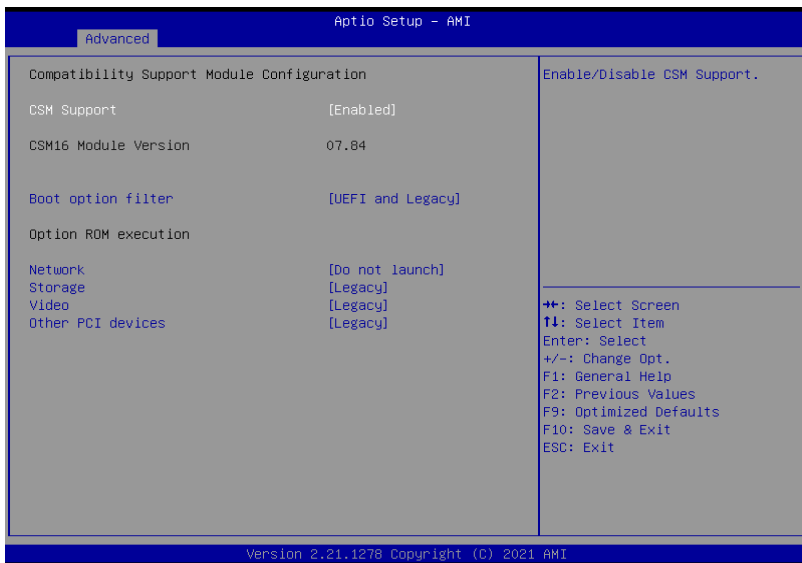 Aptio Setup – AMI
Advanced
Compatibility Support Module Configuration
Enable/Disable CSM Support.
CSM Support [Enabled]
CSM16 Module Version 07.84
Boot option filter [UEFI and Legacy]
Option ROM execution
Network [Do not launch]
Storage [Legacy]
Video [Legacy]
Other PCI devices [Legacy]
→←: Select Screen
↑↓: Select Item
Enter: Select
+/-: Change Opt.
F1: General Help
F2: Previous Values
F9: Optimized Defaults
F10: Save & Exit
ESC: Exit
Version 2.21.1278 Copyright (C) 2021 AMI